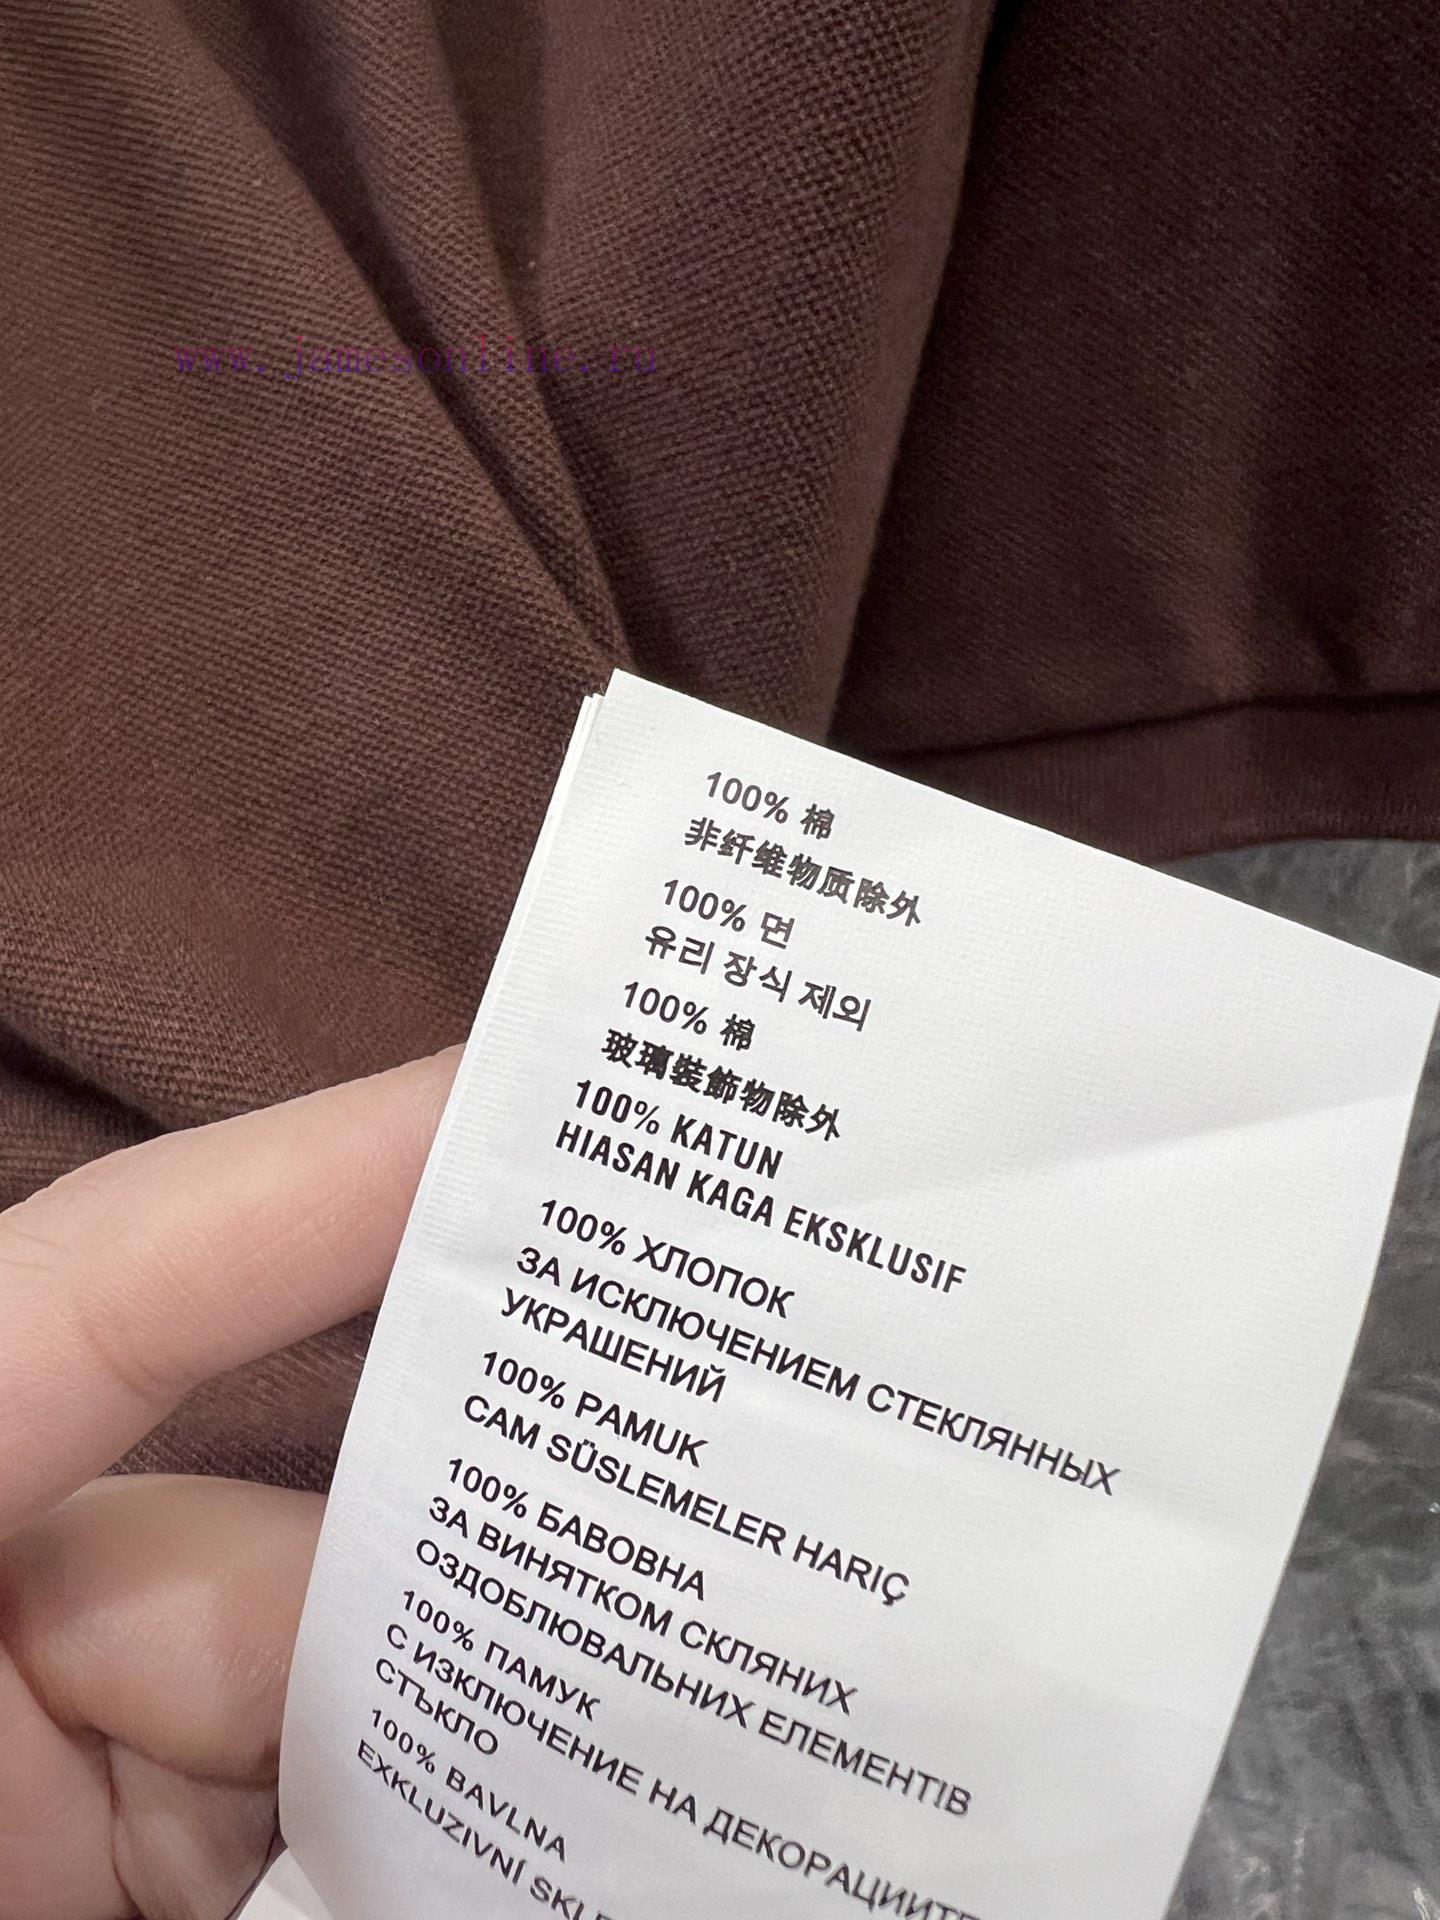 www.jamesonline.ru
100% 棉
非纤维物质除外
100% 면
유리 장식 제외
100% 棉
玻璃裝飾物除外
100% KATUN
HIASAN KAGA EKSKLUSIF
100% ХЛОПОК
ЗА ИСКЛЮЧЕНИЕМ СТЕКЛЯННЫХ
УКРАШЕНИЙ
100% PAMUK
CAM SÜSLEMELER HARIÇ
100% БАВОВНА
ЗА ВИНЯТКОМ СКЛЯНИХ
ОЗДОБЛЮВАЛЬНИХ ЕЛЕМЕНТІВ
100% ПАМУК
С ИЗКЛЮЧЕНИЕ НА ДЕКОРАЦИИТЕ
СТЪКЛО
100% BAVLNA
EXKLUZIVNÍ